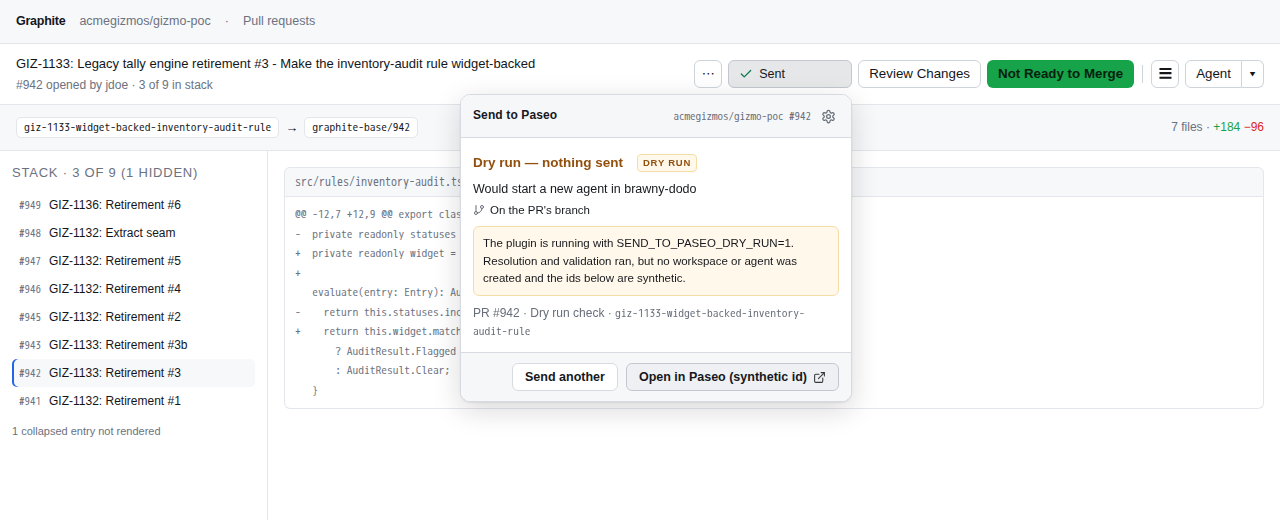 Graphite acmegizmos/gizmo-poc · Pull requests
GIZ-1133: Legacy tally engine retirement #3 - Make the inventory-audit rule widget-backed
#942 opened by jdoe · 3 of 9 in stack
··· Sent Review Changes Not Ready to Merge Agent
giz-1133-widget-backed-inventory-audit-rule → graphite-base/942
7 files · +184 −96
Send to Paseo acmegizmos/gizmo-poc #942
Dry run — nothing sent DRY RUN
Would start a new agent in brawny-dodo
On the PR's branch
The plugin is running with SEND_TO_PASEO_DRY_RUN=1.
Resolution and validation ran, but no workspace or agent was
created and the ids below are synthetic.
PR #942 · Dry run check · giz-1133-widget-backed-inventory-
audit-rule
Send another Open in Paseo (synthetic id)
STACK · 3 OF 9 (1 HIDDEN)
#949 GIZ-1136: Retirement #6
#948 GIZ-1132: Extract seam
#947 GIZ-1132: Retirement #5
#946 GIZ-1132: Retirement #4
#945 GIZ-1132: Retirement #2
#943 GIZ-1133: Retirement #3b
#942 GIZ-1133: Retirement #3
#941 GIZ-1132: Retirement #1
1 collapsed entry not rendered
src/rules/inventory-audit.ts
@@ -12,7 +12,9 @@ export clas
- private readonly statuses
+ private readonly widget =
+
evaluate(entry: Entry): Au
- return this.statuses.inc
+ return this.widget.match
? AuditResult.Flagged
: AuditResult.Clear;
}